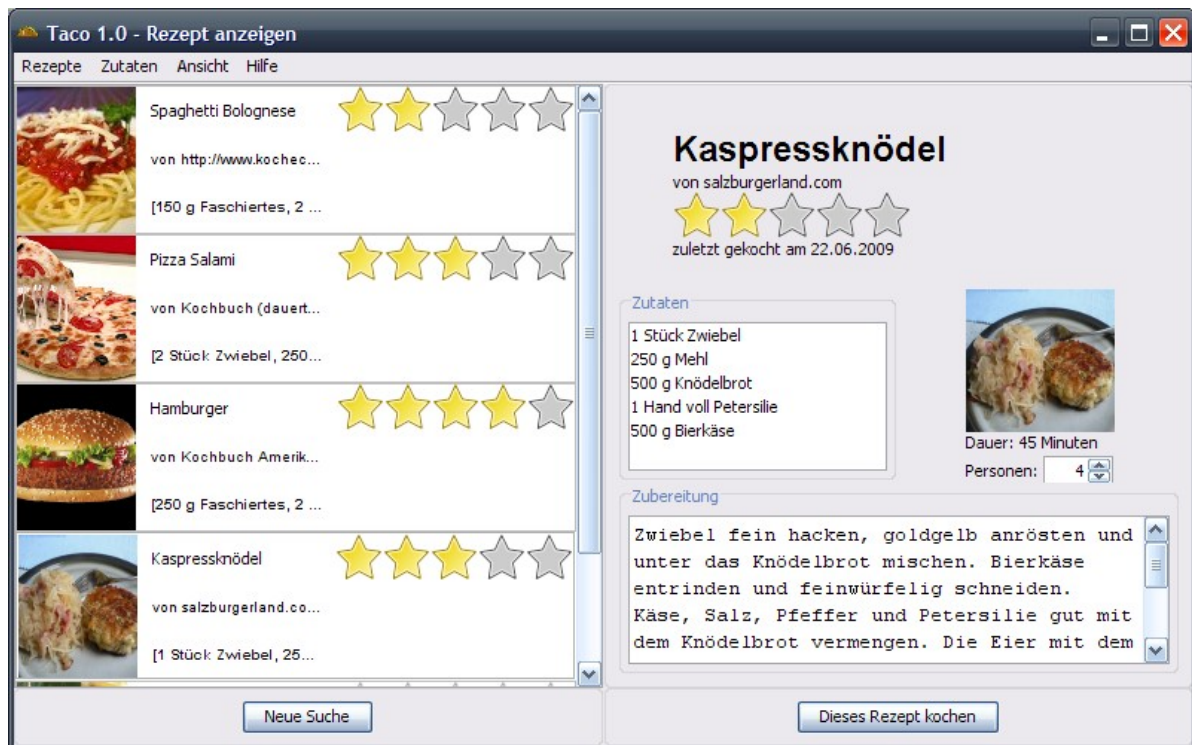 Taco 1.0 - Rezept anzeigen
Rezepte Zutaten Ansicht Hilfe
Spaghetti Bolognese
von http://www.kochec...
[150 g Faschiertes, 2 ...
Pizza Salami
von Kochbuch (dauert...
[2 Stück Zwiebel, 250...
Hamburger
von Kochbuch Amerik...
[250 g Faschiertes, 2 ...
Kaspressknödel
von salzburgerland.co...
[1 Stück Zwiebel, 25...
Neue Suche
Kaspressknödel
von salzburgerland.com
zuletzt gekocht am 22.06.2009
Zutaten
1 Stück Zwiebel
250 g Mehl
500 g Knödelbrot
1 Hand voll Petersilie
500 g Bierkäse
Dauer: 45 Minuten
Personen: 4
Zubereitung
Zwiebel fein hacken, goldgelb anrösten und
unter das Knödelbrot mischen. Bierkäse
entrinden und feinwürfelig schneiden.
Käse, Salz, Pfeffer und Petersilie gut mit
dem Knödelbrot vermengen. Die Eier mit dem
Dieses Rezept kochen